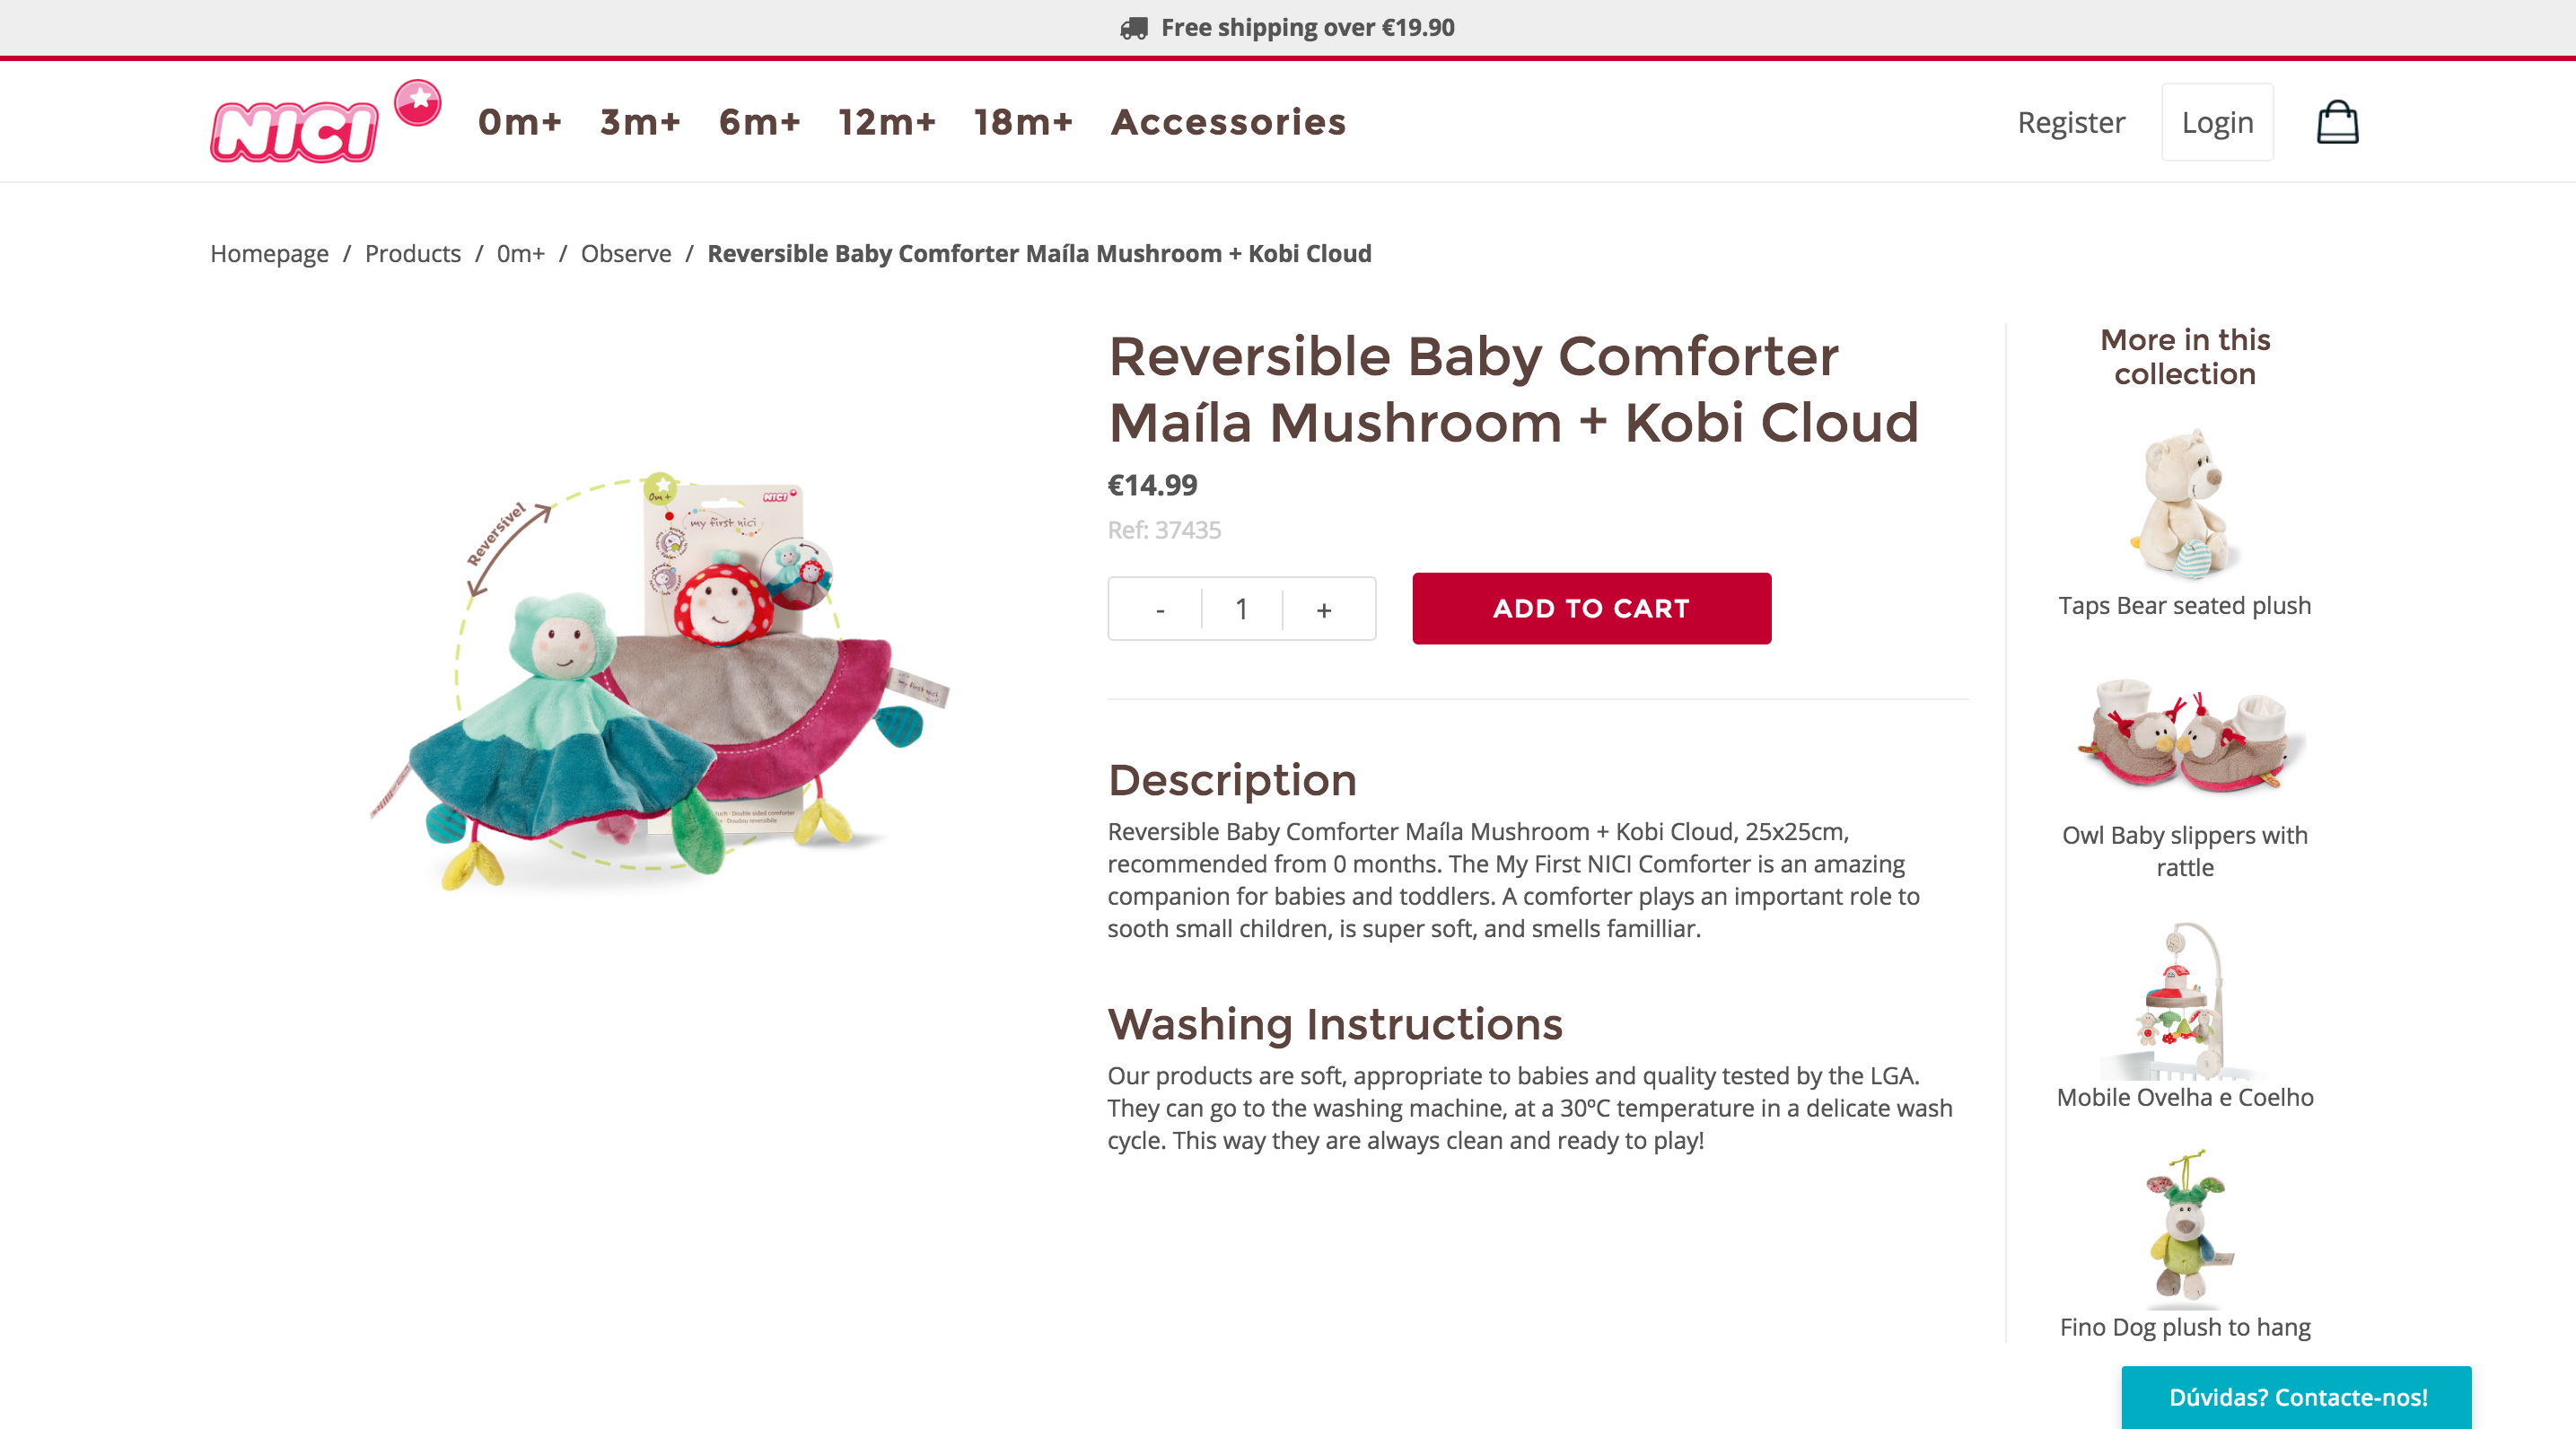 Free shipping over €19.90
NICI
0m+
3m+
6m+
12m+
18m+
Accessories
Register
Login
Homepage / Products / 0m+ / Observe / Reversible Baby Comforter Maíla Mushroom + Kobi Cloud
Reversível
0m+
NICI
my first nici
my first nici
Reversible Baby Comforter
Maíla Mushroom + Kobi Cloud
€14.99
Ref: 37435
- 1 +
ADD TO CART
Description
Reversible Baby Comforter Maíla Mushroom + Kobi Cloud, 25x25cm,
recommended from 0 months. The My First NICI Comforter is an amazing
companion for babies and toddlers. A comforter plays an important role to
sooth small children, is super soft, and smells familliar.
Washing Instructions
Our products are soft, appropriate to babies and quality tested by the LGA.
They can go to the washing machine, at a 30ºC temperature in a delicate wash
cycle. This way they are always clean and ready to play!
More in this
collection
Taps Bear seated plush
Owl Baby slippers with
rattle
Mobile Ovelha e Coelho
Fino Dog plush to hang
Dúvidas? Contacte-nos!